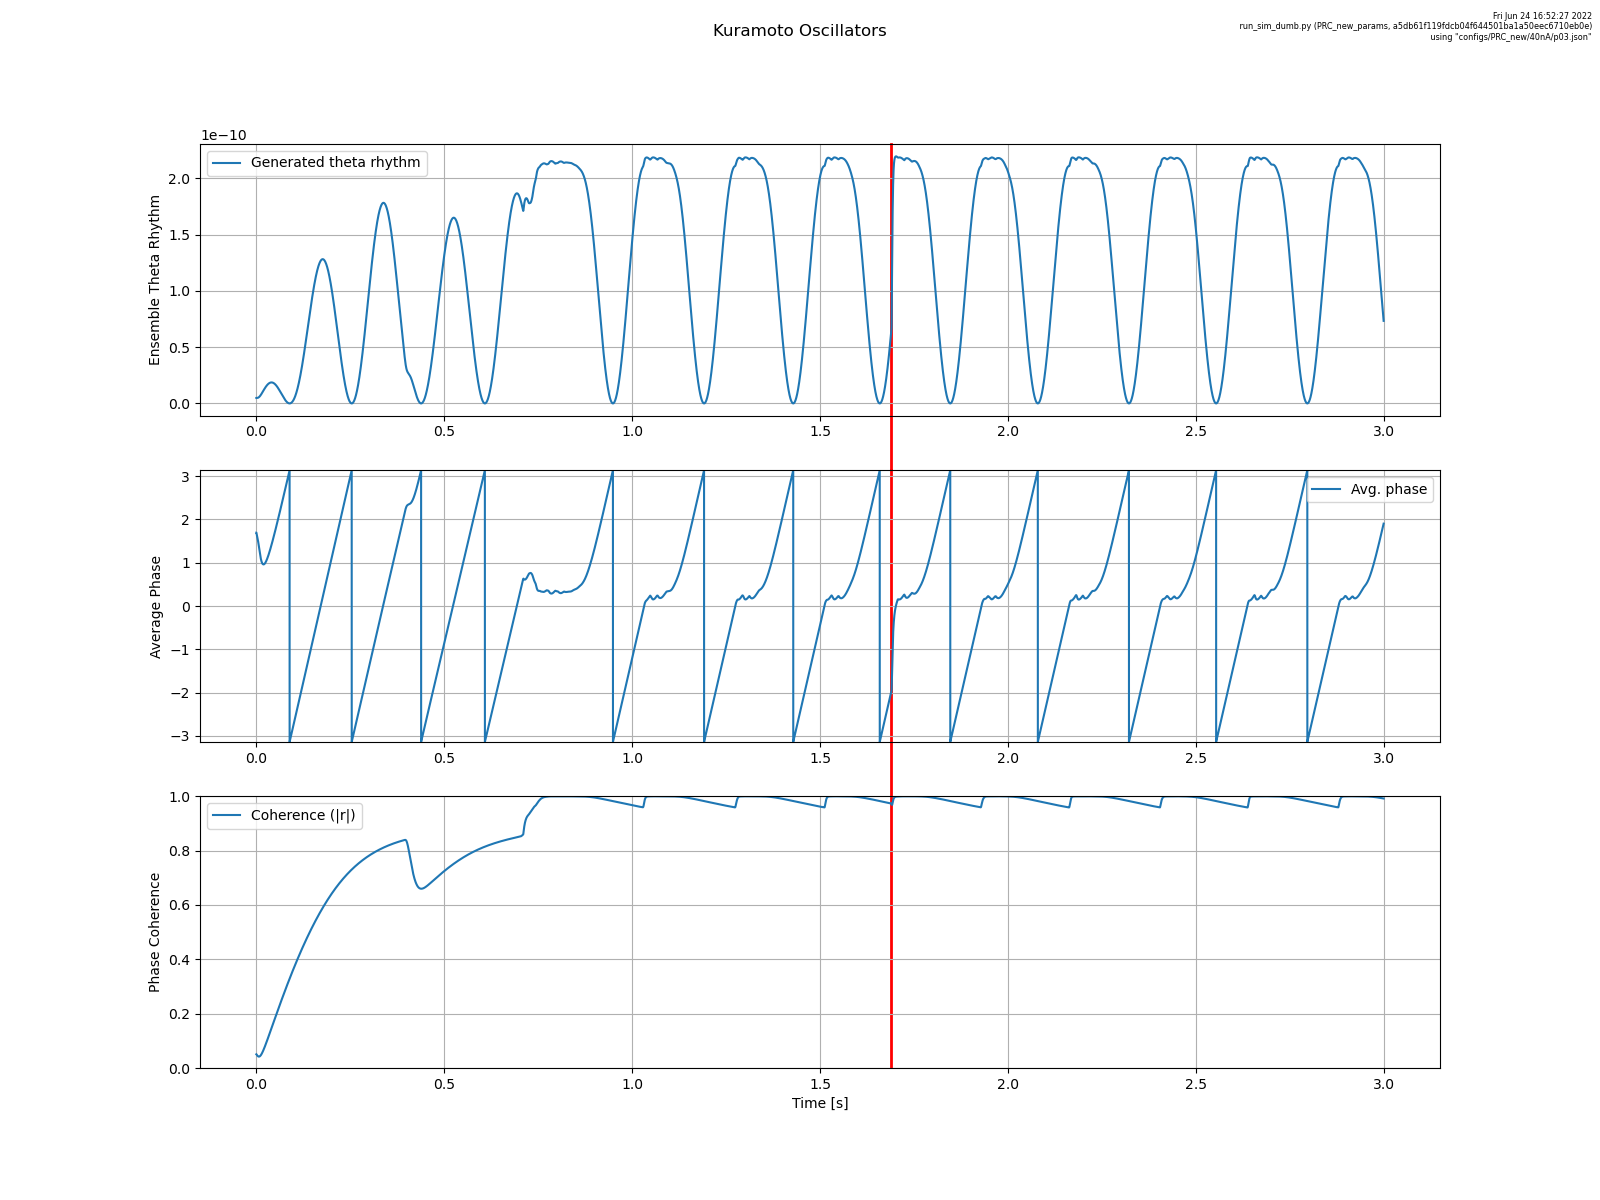 Fri Jun 24 16:52:27 2022
run_sim_dumb.py (PRC_new_params, a5db61f119fdcb04f644501ba1a50eec6710eb0e)
using "configs/PRC_new/40nA/p03.json"
Kuramoto Oscillators
1e−10
Generated theta rhythm
Ensemble Theta Rhythm
2.0
1.5
1.0
0.5
0.0
0.0 0.5 1.0 1.5 2.0 2.5 3.0
Avg. phase
Average Phase
3
2
1
0
−1
−2
−3
0.0 0.5 1.0 1.5 2.0 2.5 3.0
Coherence (|r|)
Phase Coherence
1.0
0.8
0.6
0.4
0.2
0.0
0.0 0.5 1.0 1.5 2.0 2.5 3.0
Time [s]